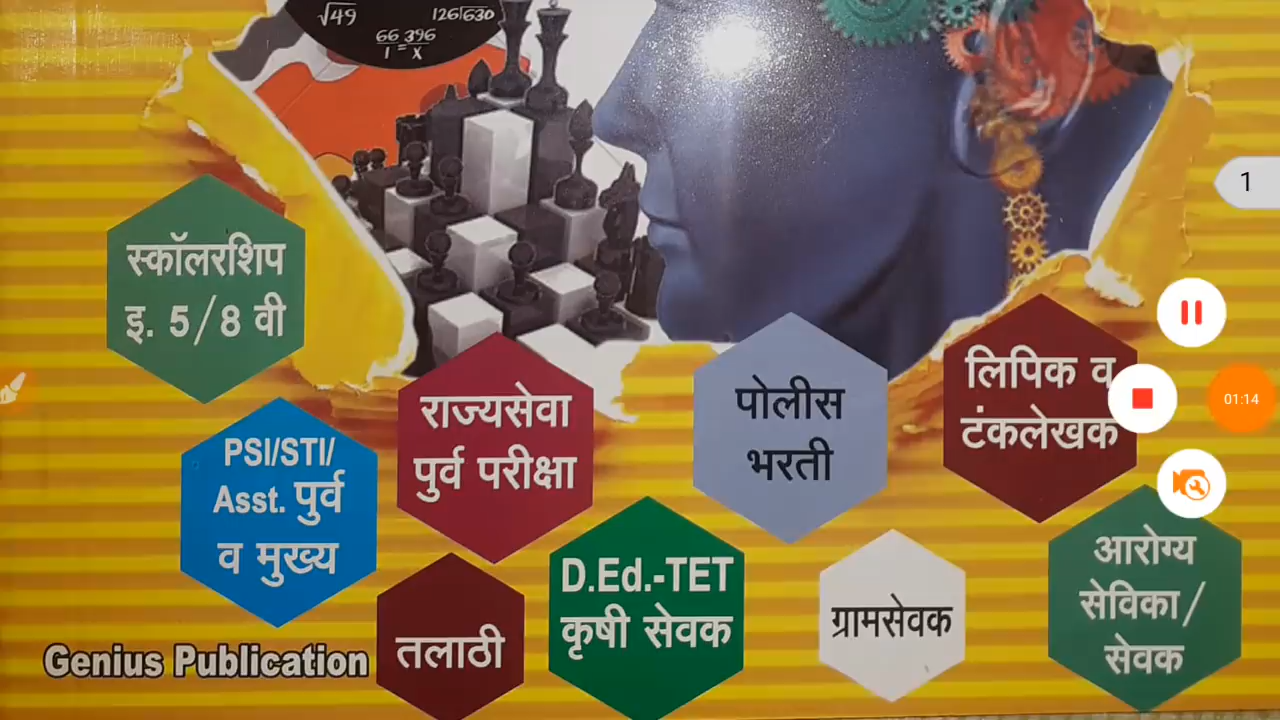 √49
126√630
66 = 396
1 x
स्कॉलरशिप
इ. 5/8 वी
PSI/STI/
Asst. पुर्व
व मुख्य
राज्यसेवा
पुर्व परीक्षा
पोलीस
भरती
लिपिक व
टंकलेखक
तलाठी
D.Ed.-TET
कृषी सेवक
ग्रामसेवक
आरोग्य
सेविका/
सेवक
Genius Publication
1
01:14